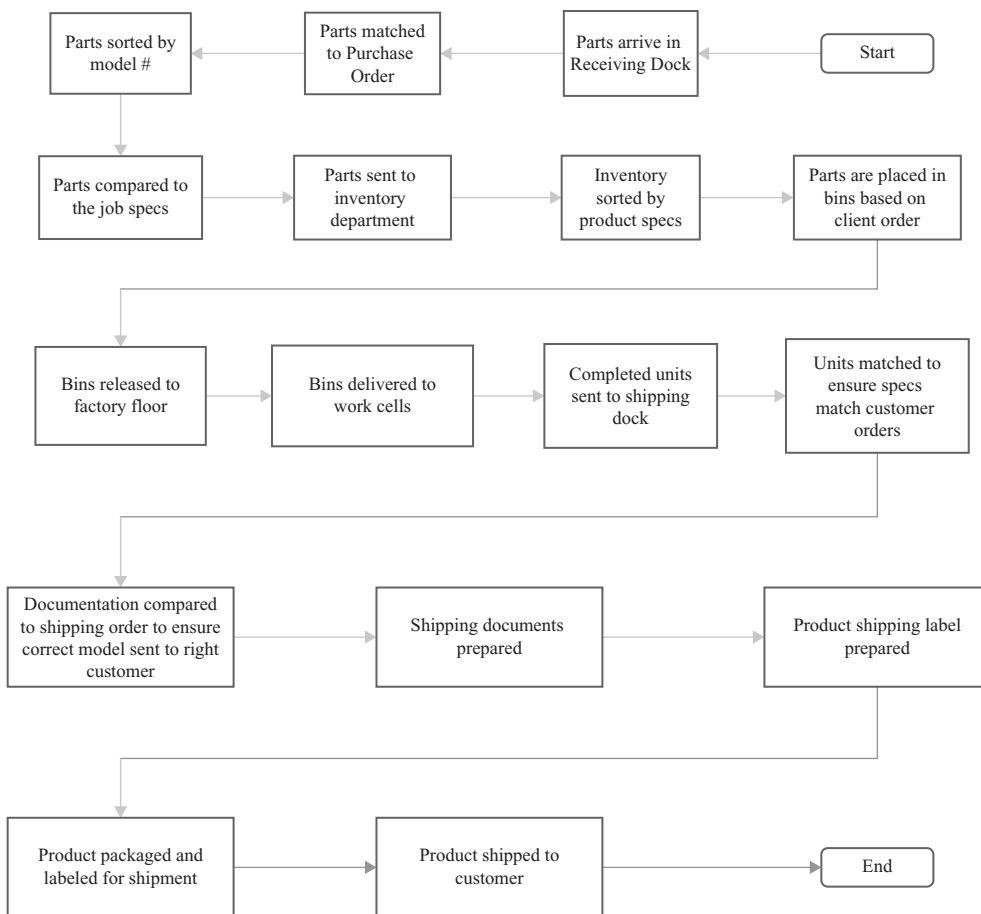 Start
Parts arrive in
Receiving Dock
Parts matched
to Purchase
Order
Parts sorted by
model #
Parts compared to
the job specs
Parts sent to
inventory
department
Inventory
sorted by
product specs
Parts are placed in
bins based on
client order
Bins released to
factory floor
Bins delivered to
work cells
Completed units
sent to shipping
dock
Units matched to
ensure specs
match customer
orders
Documentation compared
to shipping order to ensure
correct model sent to right
customer
Shipping documents
prepared
Product shipping label
prepared
Product packaged and
labeled for shipment
Product shipped to
customer
End